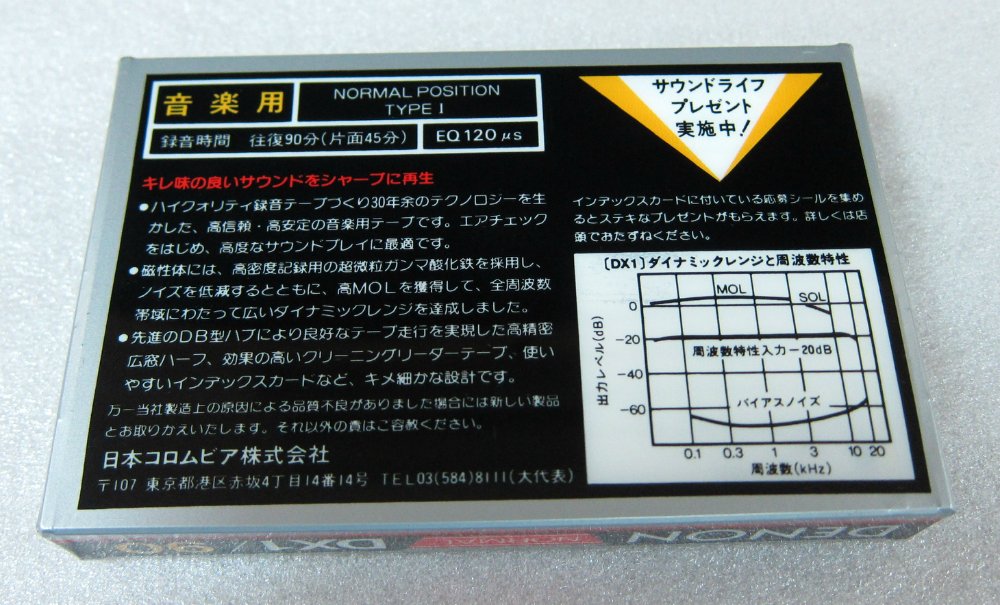 音楽用
NORMAL POSITION
TYPE I
録音時間 往復90分(片面45分)
EQ120μs
キレ味の良いサウンドをシャープに再生
●ハイクォリティ録音テープづくり30年余のテクノロジーを生
かした、高信頼・高安定の音楽用テープです。エアチェック
をはじめ、高度なサウンドプレイに最適です。
●磁性体には、高密度記録用の超微粒ガンマ酸化鉄を採用し、
ノイズを低減するとともに、高MOLを獲得して、全周波数
帯域にわたって広いダイナミックレンジを達成しました。
●先進のDB型ハブにより良好なテープ走行を実現した高精密
広窓ハーフ、効果の高いクリーニングリーダーテープ、使い
やすいインデックスカードなど、キメ細かな設計です。
万一当社製造上の原因による品質不良がありました場合には新しい製品
とお取りかえいたします。それ以外の責はご容赦ください。
日本コロムビア株式会社
〒107 東京都港区赤坂4丁目14番14号 TEL03(584)8111(大代表)
サウンドライフ
プレゼント
実施中!
インデックスカードに付いている応募シールを集め
るとステキなプレゼントがもらえます。詳しくは店
頭でおたずねください。
〔DX1〕ダイナミックレンジと周波数特性
出力レベル(dB)
0
-20
-40
-60
MOL
SOL
周波数特性入力-20dB
バイアスノイズ
0.1 0.3 1 3 10 20
周波数(kHz)
DENON
NORMAL
DX1/90